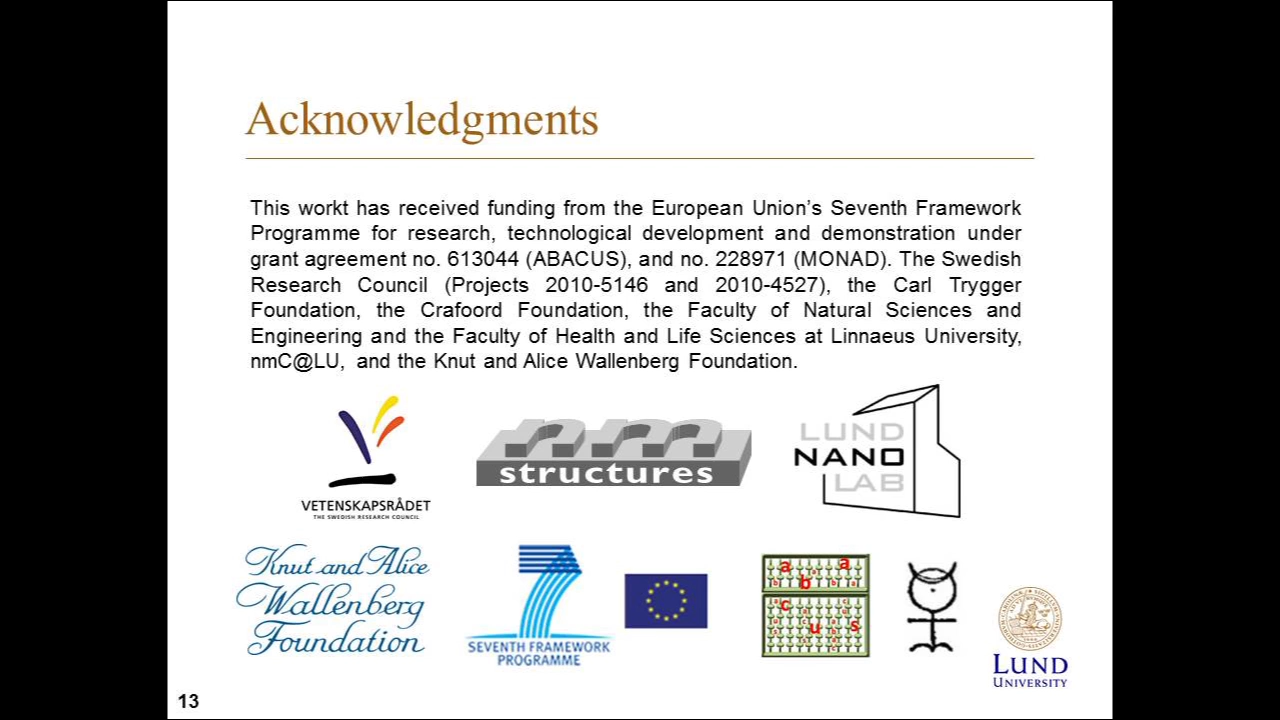 Acknowledgments
This workt has received funding from the European Union's Seventh Framework
Programme for research, technological development and demonstration under
grant agreement no. 613044 (ABACUS), and no. 228971 (MONAD). The Swedish
Research Council (Projects 2010-5146 and 2010-4527), the Carl Trygger
Foundation, the Crafoord Foundation, the Faculty of Natural Sciences and
Engineering and the Faculty of Health and Life Sciences at Linnaeus University,
nmC@LU, and the Knut and Alice Wallenberg Foundation.
VETENSKAPSRÅDET
THE SWEDISH RESEARCH COUNCIL
nm
structures
LUND
NANO
LAB
Knut and Alice
Wallenberg
Foundation
7
SEVENTH FRAMEWORK
PROGRAMME
a b a
c u s
LUND
UNIVERSITY
13